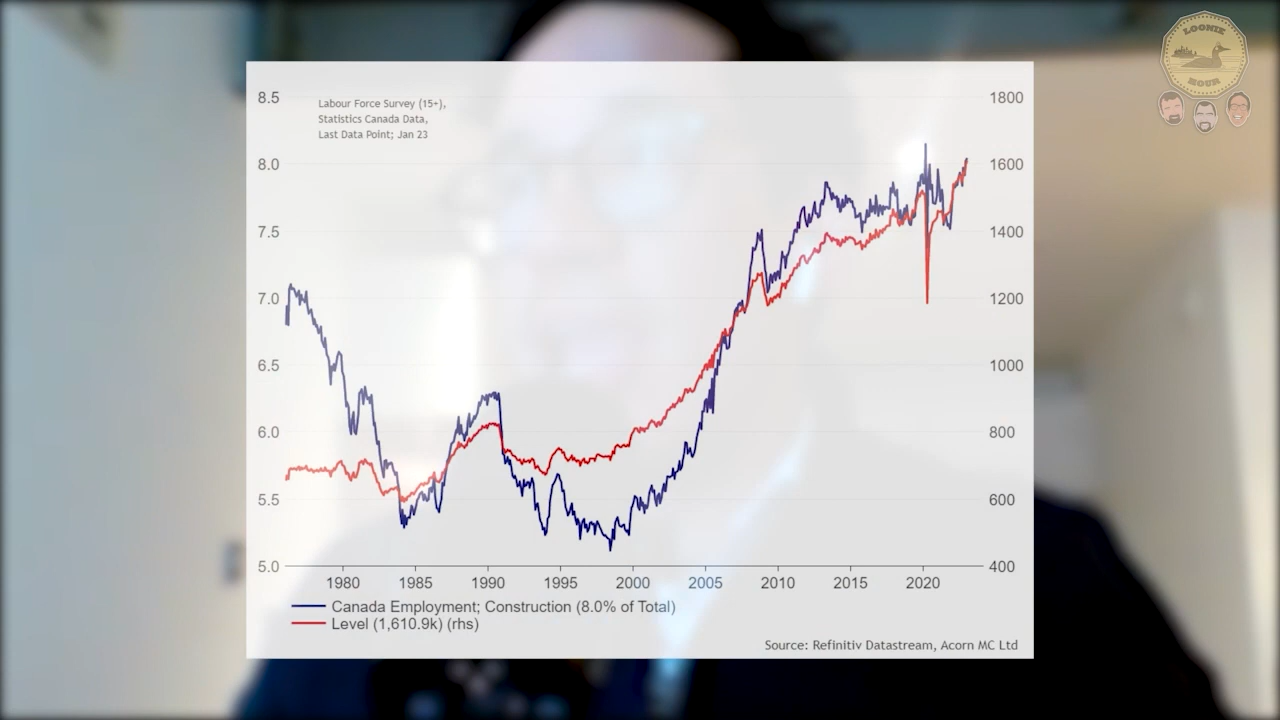 LOONIE
HOUR
8.5
8.0
7.5
7.0
6.5
6.0
5.5
5.0
Labour Force Survey (15+),
Statistics Canada Data,
Last Data Point; Jan 23
1800
1600
1400
1200
1000
800
600
400
1980 1985 1990 1995 2000 2005 2010 2015 2020
Canada Employment; Construction (8.0% of Total)
Level (1,610.9k) (rhs)
Source: Refinitiv Datastream, Acorn MC Ltd